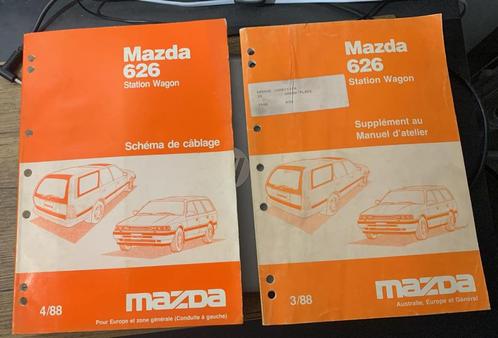 Mazda
626
Station Wagon
Schéma de câblage
4/88
mazda
Pour Europe et zone générale (Conduite à gauche)
Mazda
626
Station Wagon
Supplément au
Manuel d'atelier
3/88
mazda
Australie, Europe et Général